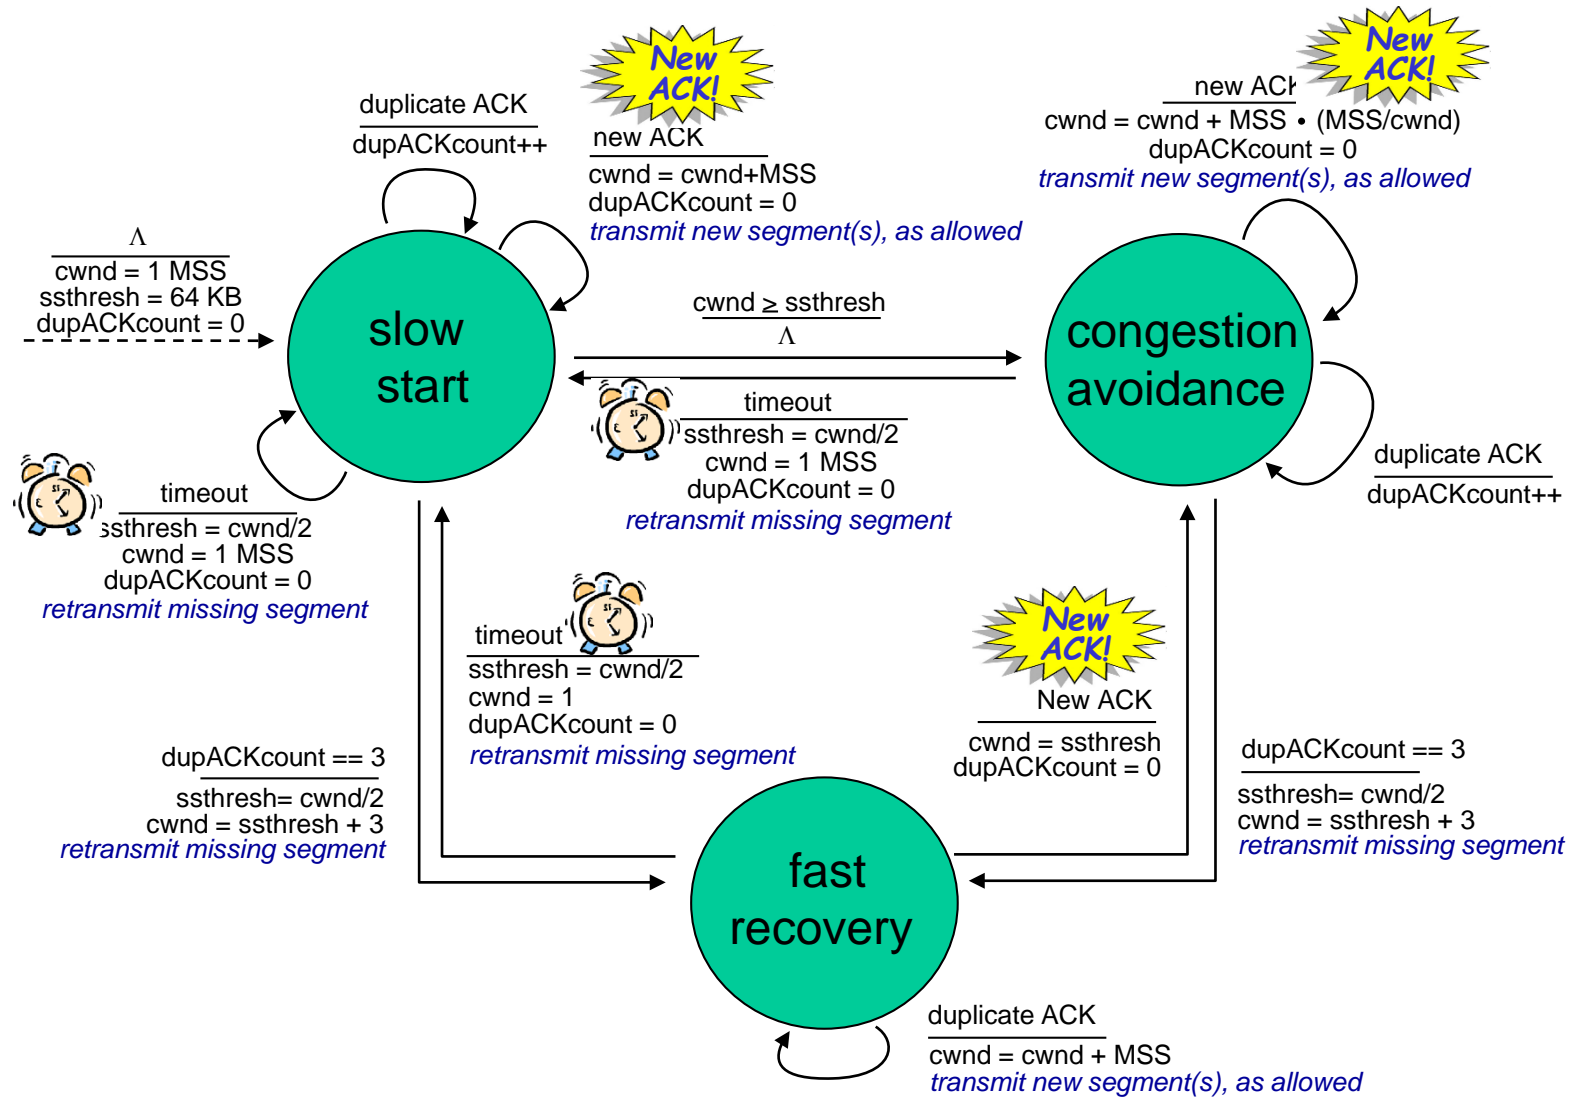 New
ACK!
duplicate ACK
dupACKcount++
new ACK
cwnd = cwnd+MSS
dupACKcount = 0
transmit new segment(s), as allowed
New
ACK!
new ACK
cwnd = cwnd + MSS • (MSS/cwnd)
dupACKcount = 0
transmit new segment(s), as allowed
Λ
cwnd = 1 MSS
ssthresh = 64 KB
dupACKcount = 0
slow
start
cwnd ≥ ssthresh
Λ
timeout
ssthresh = cwnd/2
cwnd = 1 MSS
dupACKcount = 0
retransmit missing segment
congestion
avoidance
duplicate ACK
dupACKcount++
timeout
ssthresh = cwnd/2
cwnd = 1 MSS
dupACKcount = 0
retransmit missing segment
timeout
ssthresh = cwnd/2
cwnd = 1
dupACKcount = 0
retransmit missing segment
New
ACK!
New ACK
cwnd = ssthresh
dupACKcount = 0
dupACKcount == 3
ssthresh= cwnd/2
cwnd = ssthresh + 3
retransmit missing segment
dupACKcount == 3
ssthresh= cwnd/2
cwnd = ssthresh + 3
retransmit missing segment
fast
recovery
duplicate ACK
cwnd = cwnd + MSS
transmit new segment(s), as allowed